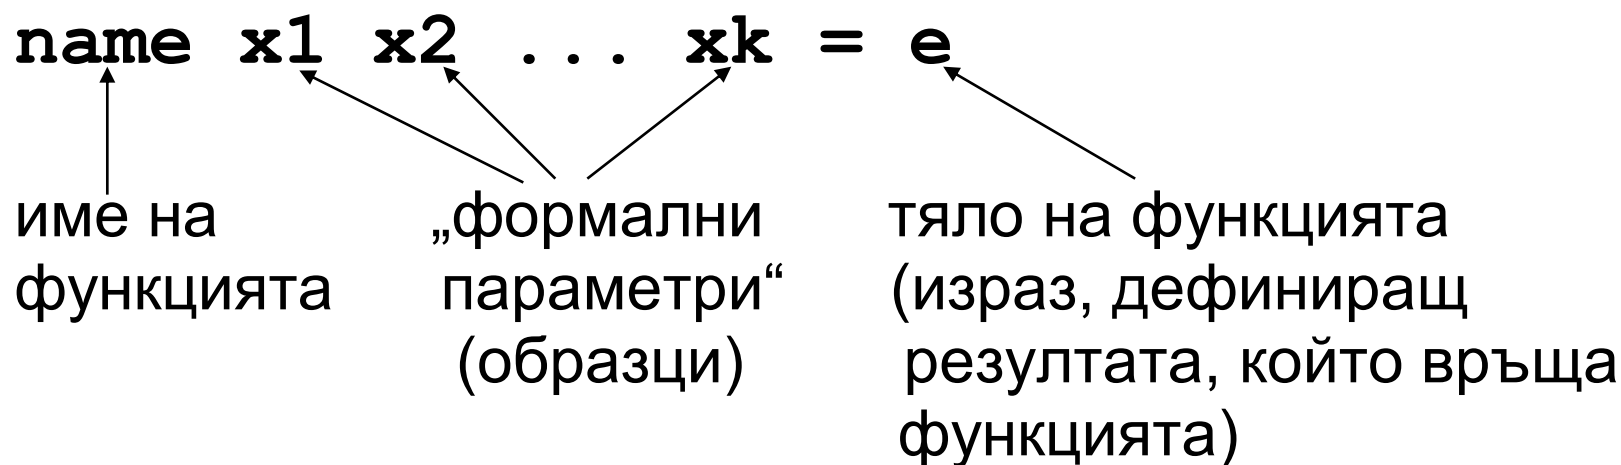 name x1 x2 ... xk = e
име на функцията
„формални параметри“ (образци)
тяло на функцията (израз, дефиниращ резултата, който връща функцията)